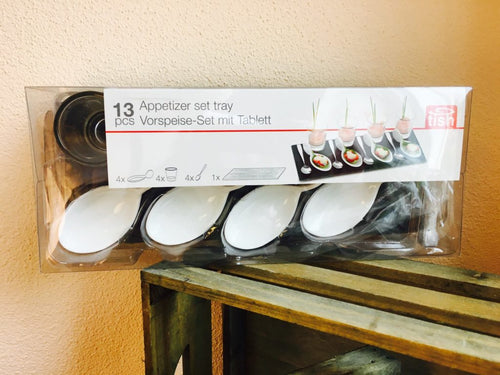 13 pcs
Appetizer set tray
Vorspeise-Set mit Tablett
4x 4x 4x 1x
tish